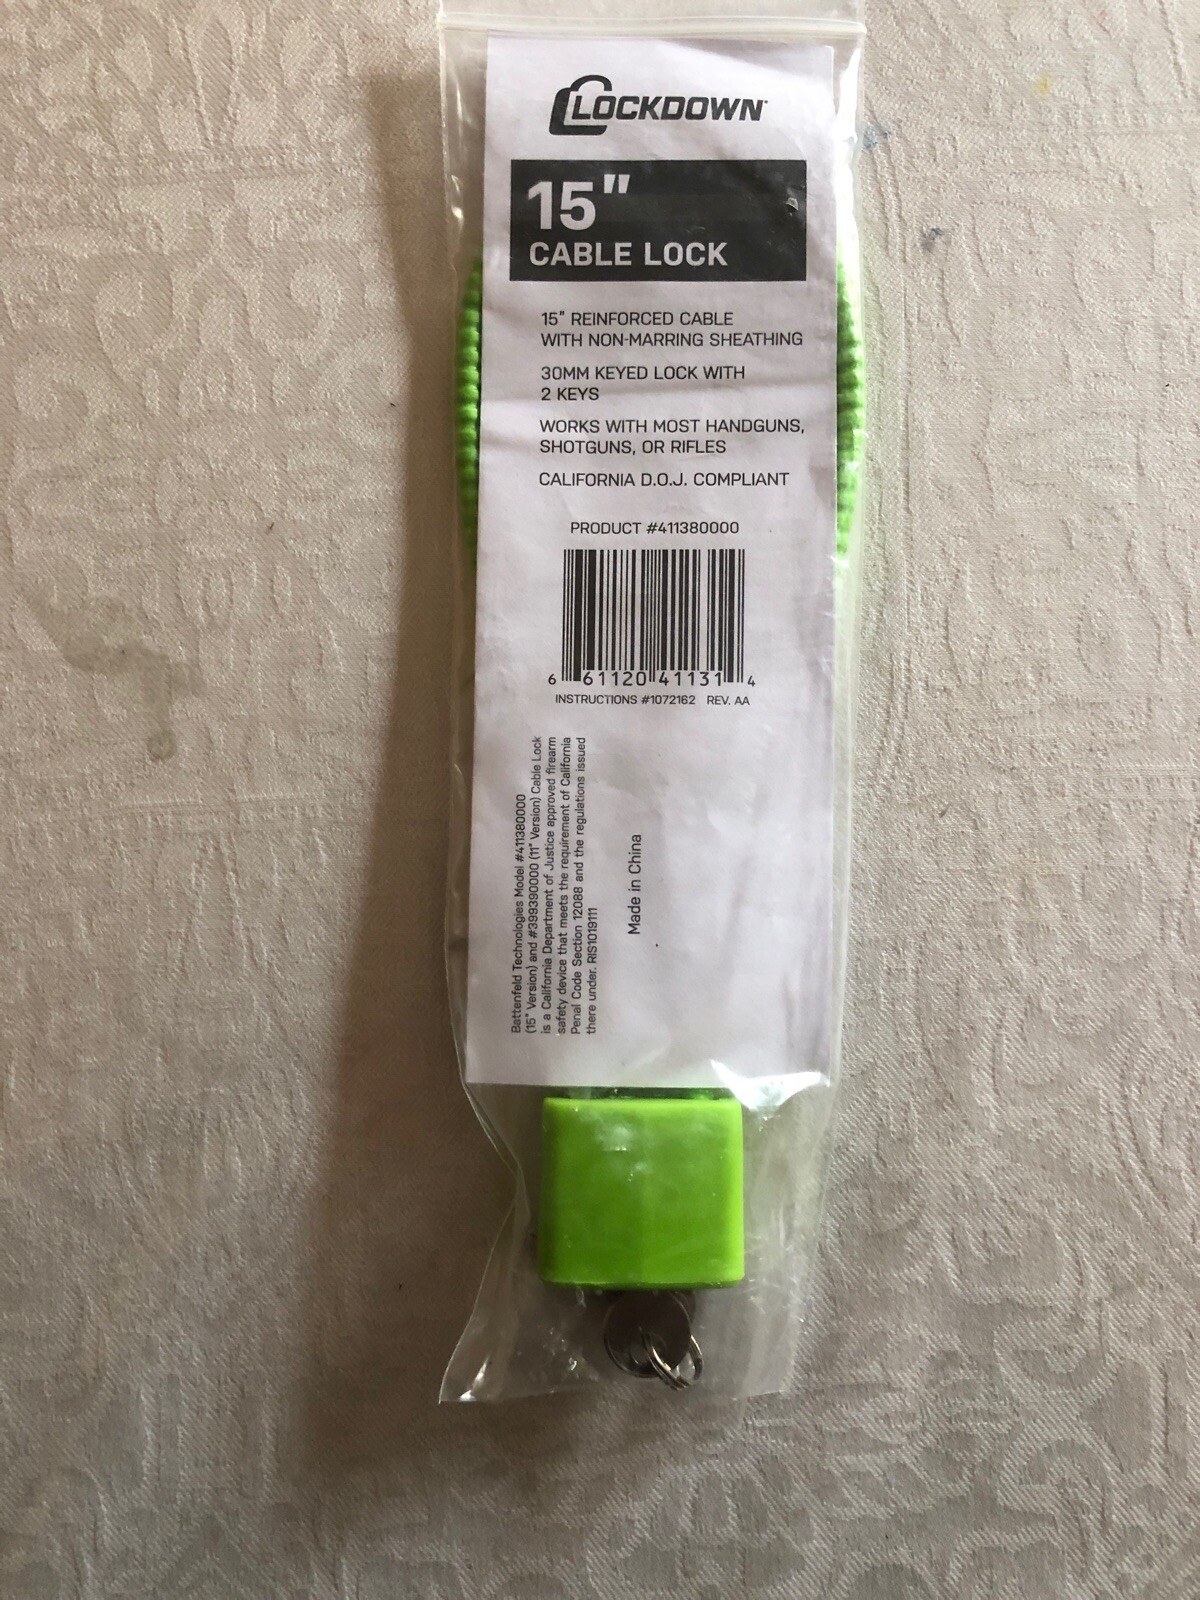 LOCKDOWN
15"
CABLE LOCK
15" REINFORCED CABLE
WITH NON-MARRING SHEATHING
30MM KEYED LOCK WITH
2 KEYS
WORKS WITH MOST HANDGUNS,
SHOTGUNS, OR RIFLES
CALIFORNIA D.O.J. COMPLIANT
PRODUCT #411380000
6 61120 41131 4
INSTRUCTIONS #1072162 REV. AA
Battenfeld Technologies Model #411380000
(15" Version) and #399390000 (11" Version) Cable Lock
is a California Department of Justice approved firearm
safety device that meets the requirement of California
Penal Code Section 12088 and the regulations issued
there under. RIS1019111
Made in China